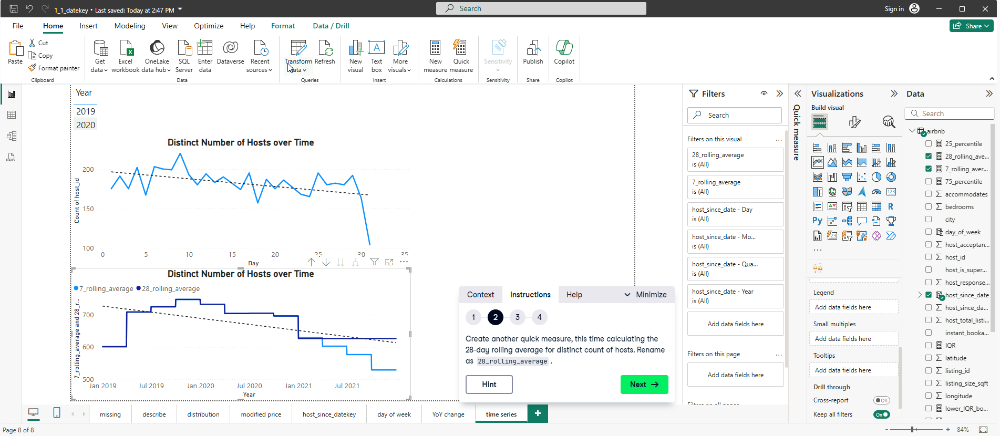 1_1_datekey • Last saved: Today at 2:47 PM
Search
Sign in
File
Home
Insert
Modeling
View
Optimize
Help
Format
Data / Drill
Share
Paste
Cut
Copy
Format painter
Clipboard
Get data
Excel workbook
OneLake data hub
SQL Server
Enter data
Dataverse
Recent sources
Data
Transform data
Refresh
Queries
New visual
Text box
More visuals
Insert
New measure
Quick measure
Calculations
Sensitivity
Sensitivity
Publish
Share
Copilot
Copilot
Year
2019
2020
Distinct Number of Hosts over Time
Count of host_id
200
150
100
0
5
10
15
20
25
30
35
Day
Distinct Number of Hosts over Time
7_rolling_average
28_rolling_average
7_rolling_average and 28_r...
700
600
500
Jan 2019
Jul 2019
Jan 2020
Jul 2020
Jan 2021
Jul 2021
Year
Context
Instructions
Help
Minimize
1
2
3
4
Create another quick measure, this time calculating the
28-day rolling average for distinct count of hosts. Rename
as 28_rolling_average .
HInt
Next
Filters
Search
Filters on this visual
...
28_rolling_average
is (All)
7_rolling_average
is (All)
host_since_date - Day
is (All)
host_since_date - Mo...
is (All)
host_since_date - Qua...
is (All)
host_since_date - Year
is (All)
Add data fields here
Filters on this page
...
Add data fields here
Filters on all pages
Quick measure
Visualizations
Build visual
123
R
Py
...
Legend
Add data fields here
Small multiples
Add data fields here
Tooltips
Add data fields here
Drill through
Cross-report
Off
Keep all filters
On
Data
Search
airbnb
25_percentile
28_rolling_ave...
7_rolling_aver...
75_percentile
accommodates
bedrooms
city
day_of_week
host_acceptan...
host_id
host_is_super...
host_response...
host_since_date
host_since_da...
host_total_listi...
instant_booka...
IQR
latitude
listing_id
listing_size_sqft
longitude
lower_IQR_bo...
missing
describe
distribution
modified price
host_since_datekey
day of week
YoY change
time series
+
Page 8 of 8
-
+
84%